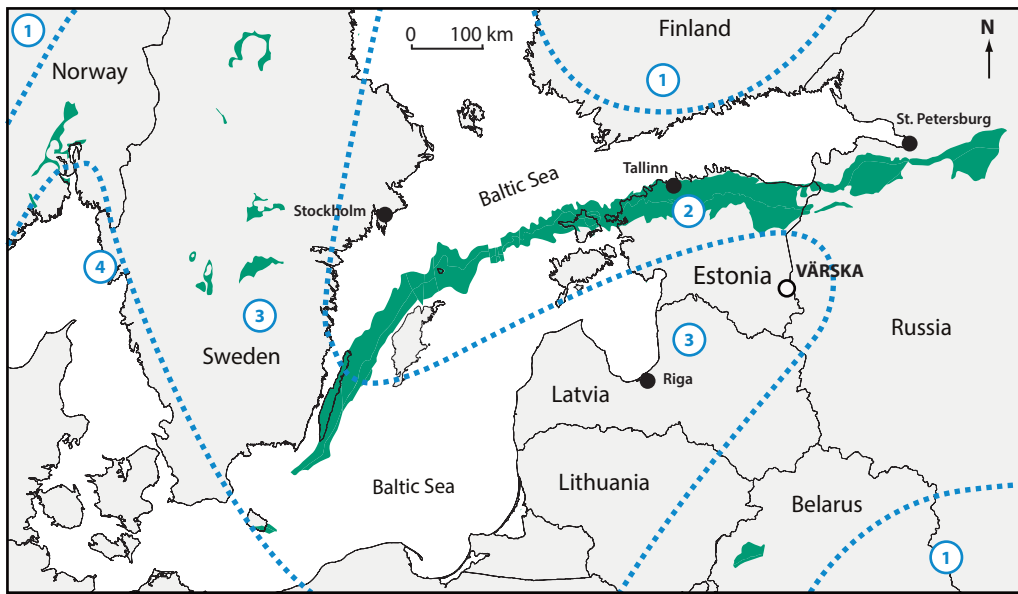 1
Norway
0 100 km
Finland
1
N
St. Petersburg
Tallinn
Baltic Sea
Stockholm
2
4
Estonia
VÄRSKA
3
Sweden
3
Russia
Riga
Latvia
Baltic Sea
Lithuania
Belarus
1